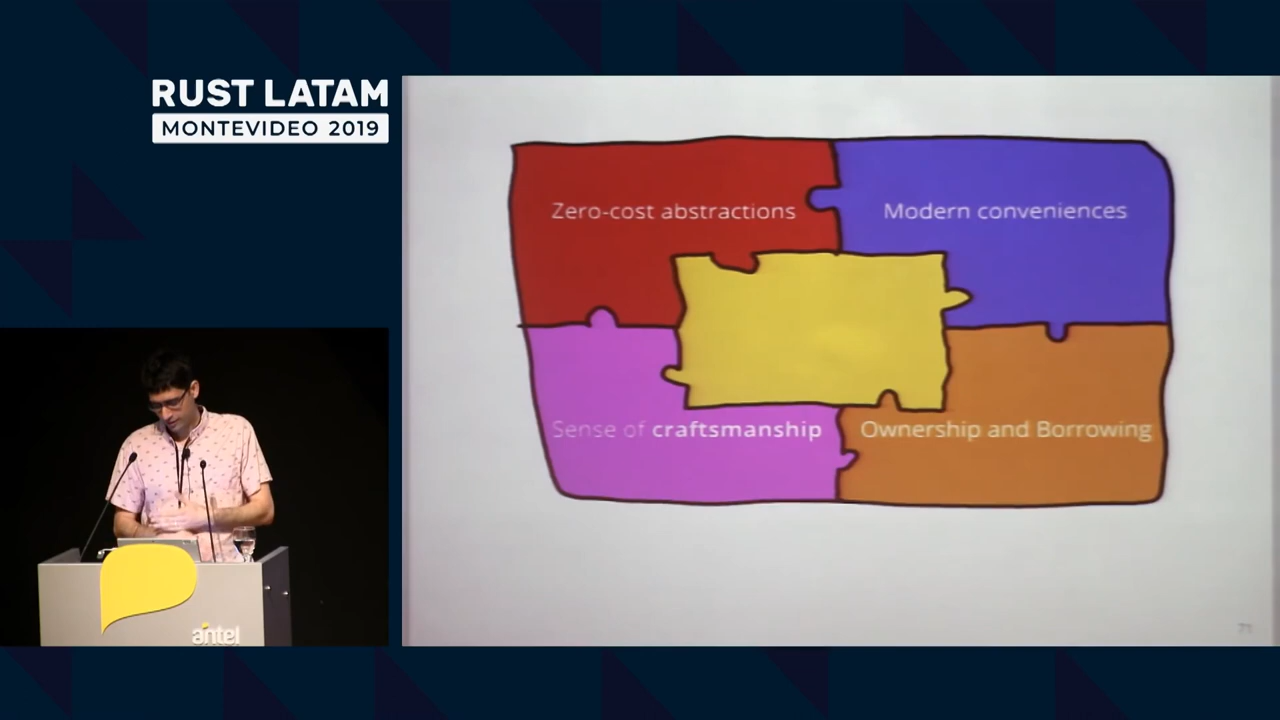 RUST LATAM
MONTEVIDEO 2019
Zero-cost abstractions
Modern conveniences
Sense of craftsmanship
Ownership and Borrowing
antel